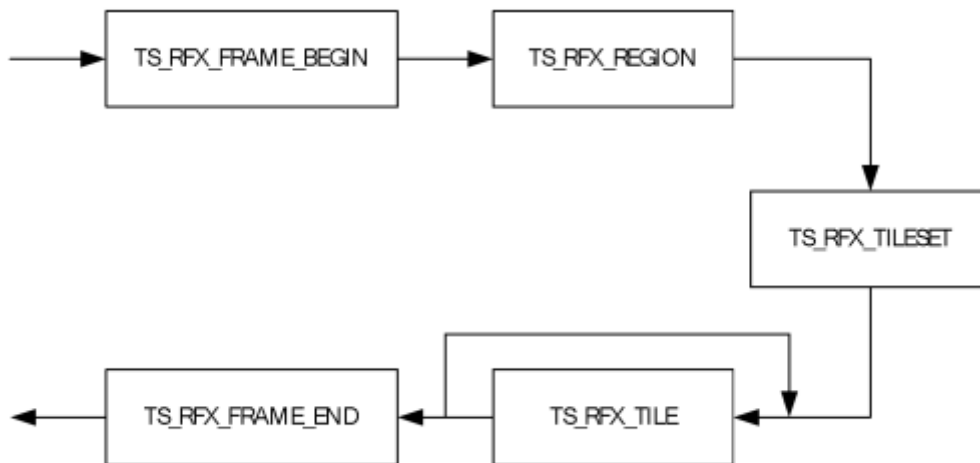 TS_RFX_FRAME_BEGIN
TS_RFX_REGION
TS_RFX_TILESET
TS_RFX_TILE
TS_RFX_FRAME_END